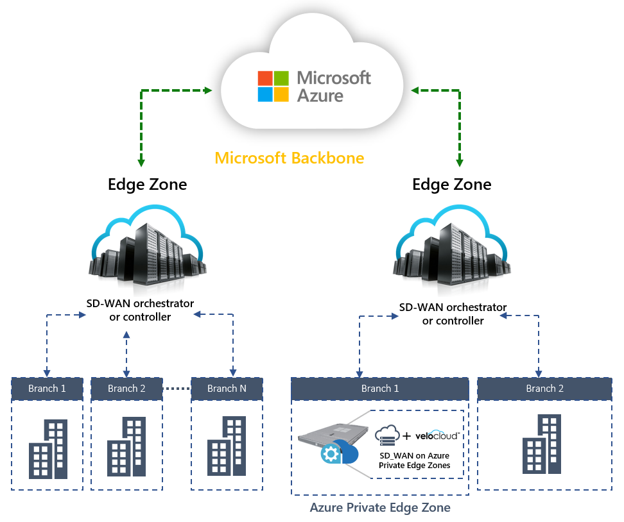 Microsoft
Azure
Microsoft Backbone
Edge Zone
Edge Zone
SD-WAN orchestrator
or controller
SD-WAN orchestrator
or controller
Branch 1
Branch 2
Branch N
Branch 1
Branch 2
+ velocloud
SD_WAN on Azure
Private Edge Zones
Azure Private Edge Zone